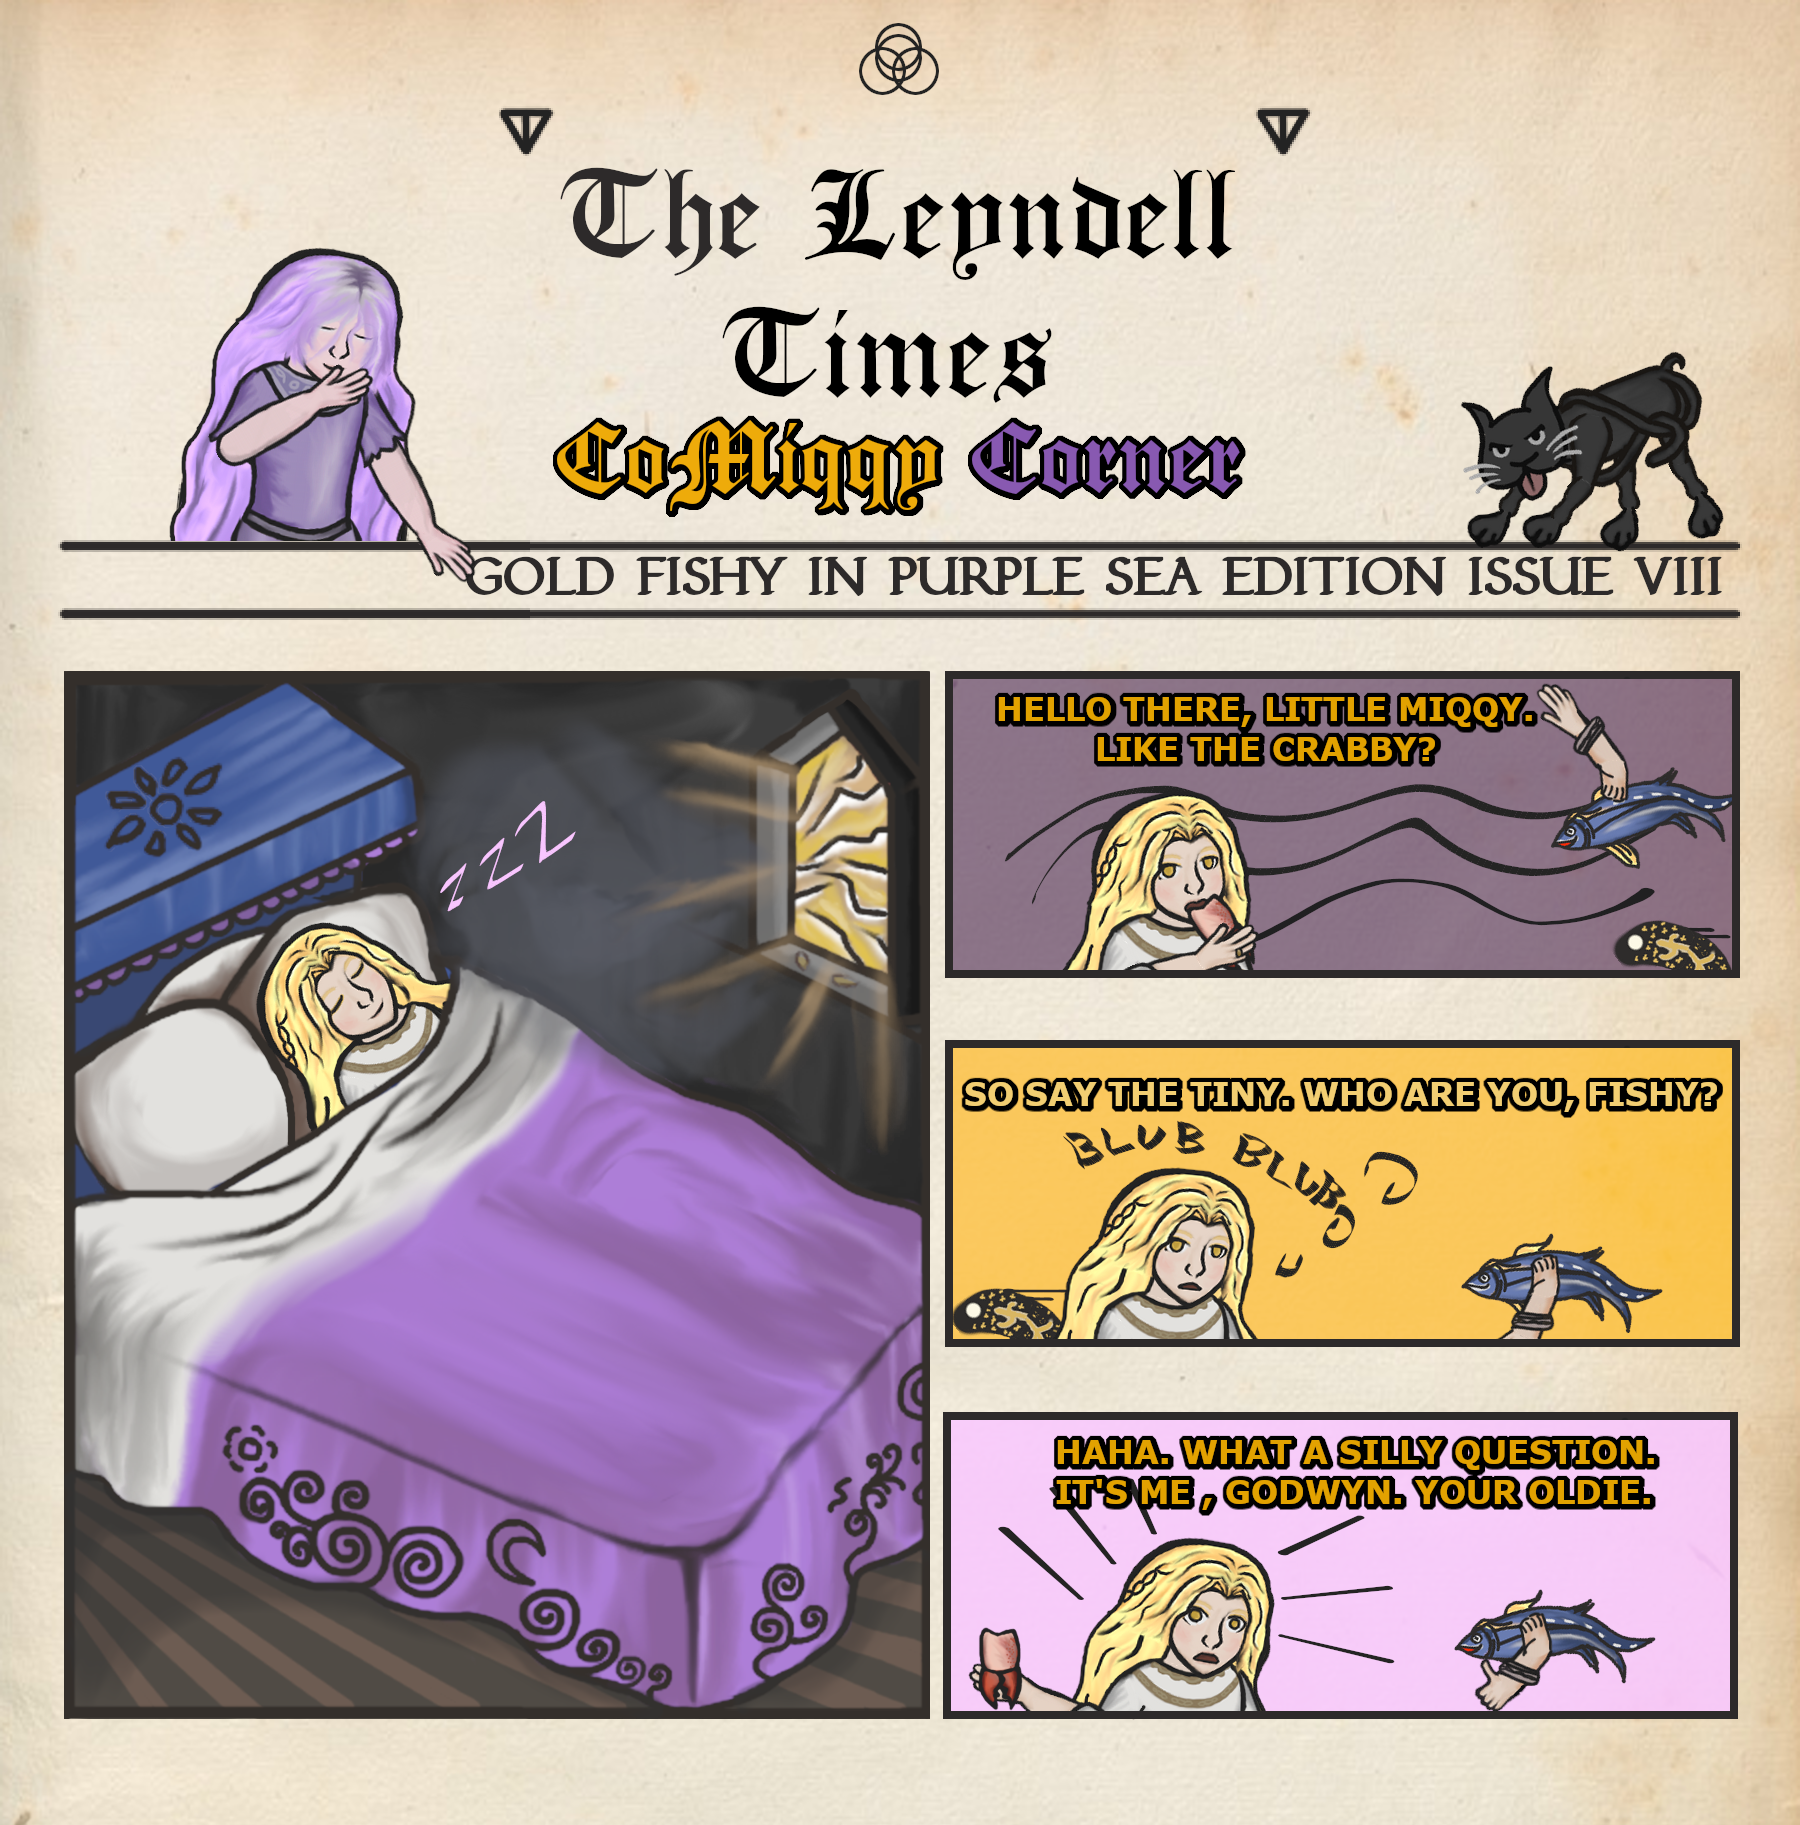 The Leyndell
Times
CoMiqqy Corner
GOLD FISHY IN PURPLE SEA EDITION ISSUE VIII
zzZ
HELLO THERE, LITTLE MIQQY.
LIKE THE CRABBY?
SO SAY THE TINY. WHO ARE YOU, FISHY?
BLUB BLUB
HAHA. WHAT A SILLY QUESTION.
IT'S ME , GODWYN. YOUR OLDIE.